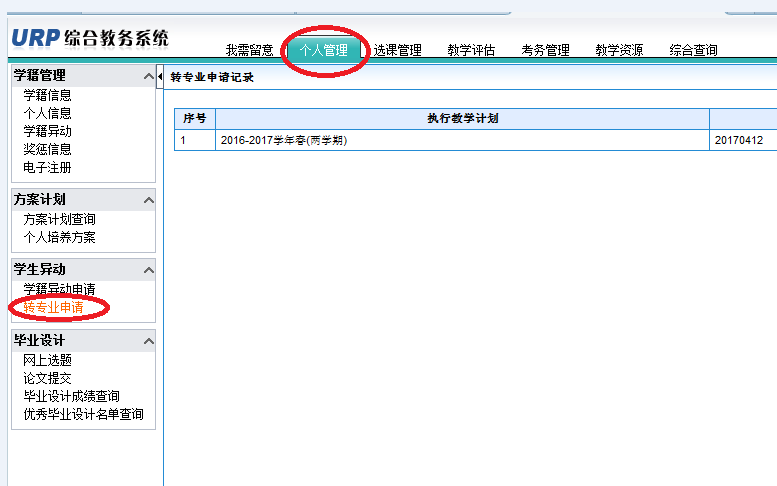 URP综合教务系统
我需留意 个人管理 选课管理 教学评估 考务管理 教学资源 综合查询
学籍管理
学籍信息
个人信息
学籍异动
奖惩信息
电子注册
方案计划
方案计划查询
个人培养方案
学生异动
学籍异动申请
转专业申请
毕业设计
网上选题
论文提交
毕业设计成绩查询
优秀毕业设计名单查询
转专业申请记录
序号 执行教学计划
1 2016-2017学年春(两学期) 20170412